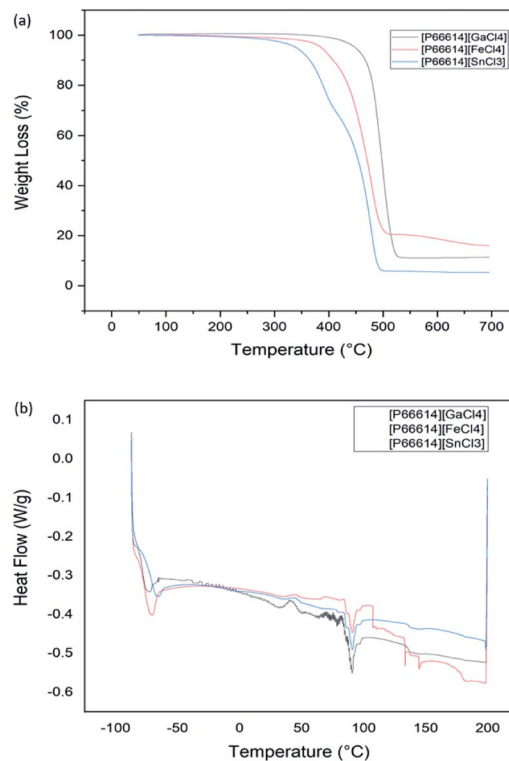 (a)
[P66614][GaCl4]
[P66614][FeCl4]
[P66614][SnCl3]
100
80
60
40
20
0
Weight Loss (%)
0 100 200 300 400 500 600 700
Temperature (°C)
(b)
[P66614][GaCl4]
[P66614][FeCl4]
[P66614][SnCl3]
0.1
0.0
-0.1
-0.2
-0.3
-0.4
-0.5
-0.6
Heat Flow (W/g)
-100 -50 0 50 100 150 200
Temperature (°C)